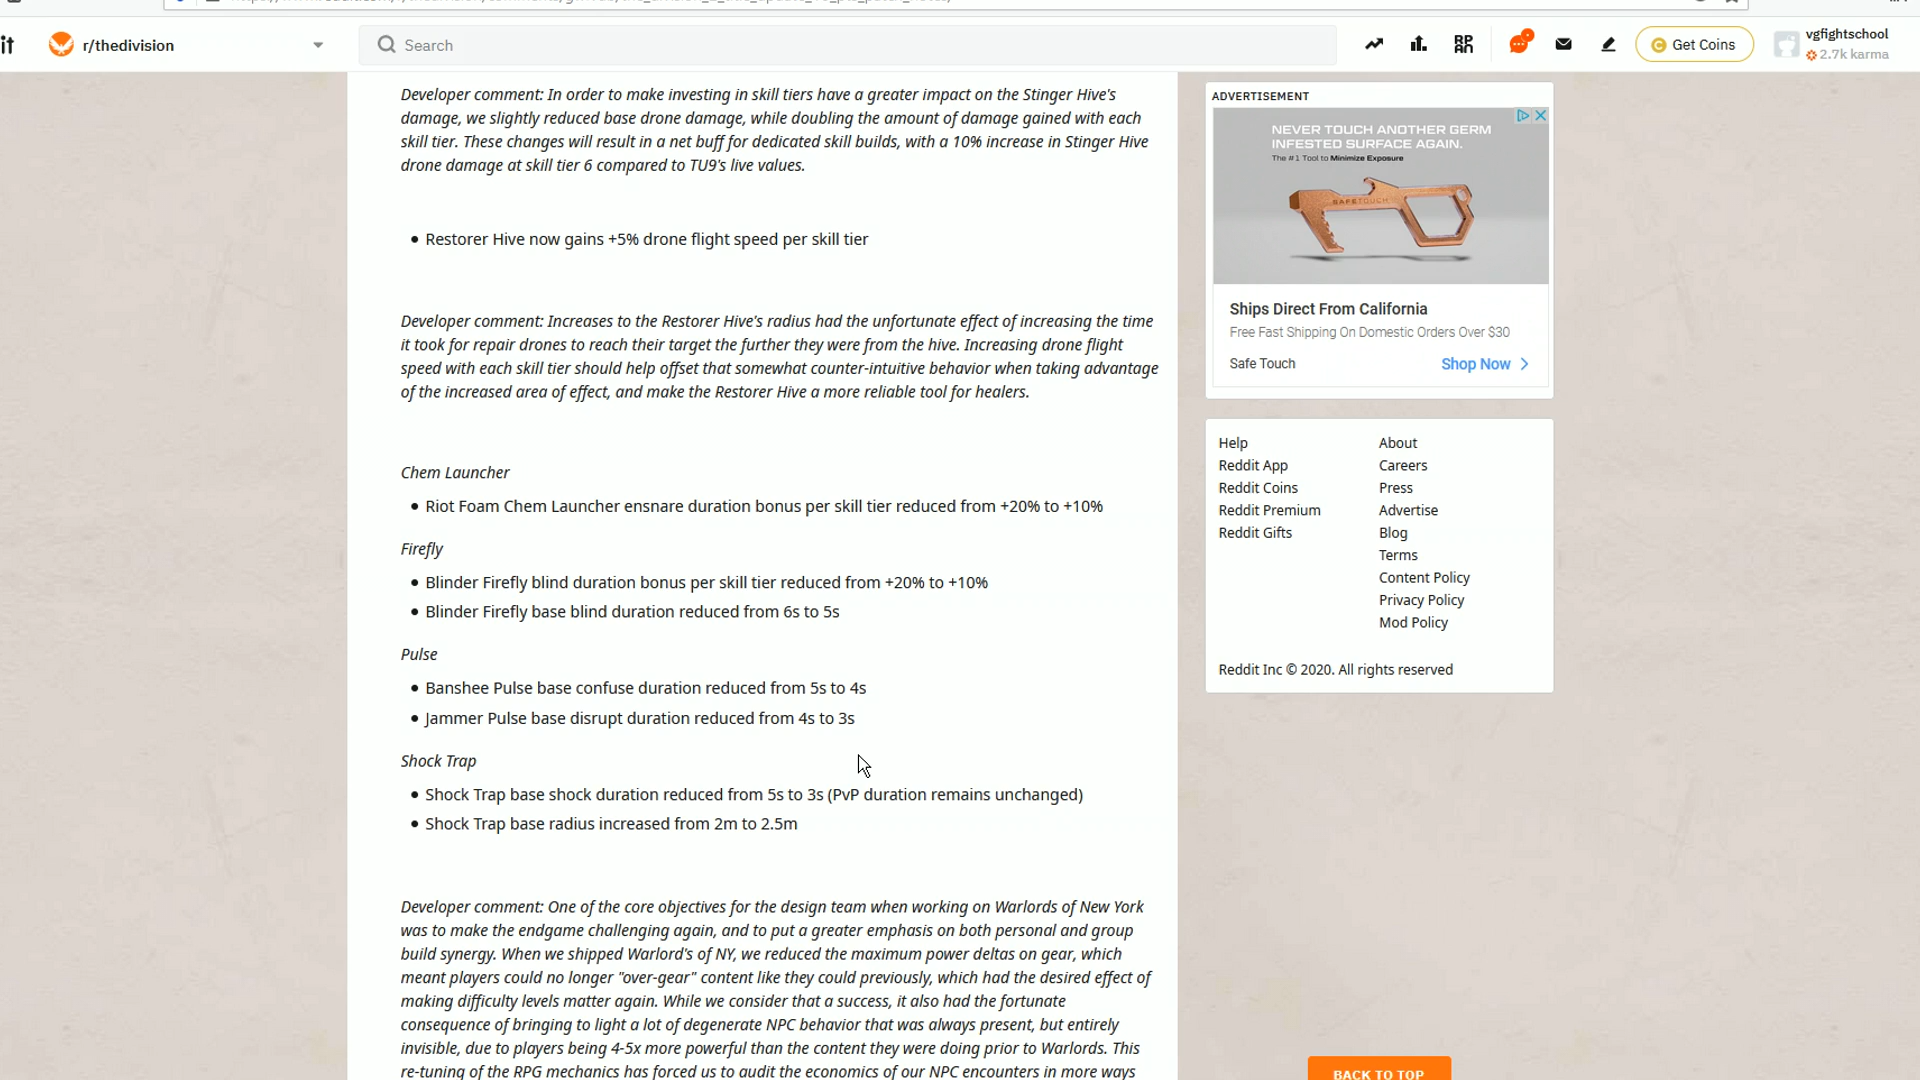 it
r/thedivision
Search
Get Coins
vgfightschool
2.7k karma
Developer comment: In order to make investing in skill tiers have a greater impact on the Stinger Hive's
damage, we slightly reduced base drone damage, while doubling the amount of damage gained with each
skill tier. These changes will result in a net buff for dedicated skill builds, with a 10% increase in Stinger Hive
drone damage at skill tier 6 compared to TU9's live values.
• Restorer Hive now gains +5% drone flight speed per skill tier
Developer comment: Increases to the Restorer Hive's radius had the unfortunate effect of increasing the time
it took for repair drones to reach their target the further they were from the hive. Increasing drone flight
speed with each skill tier should help offset that somewhat counter-intuitive behavior when taking advantage
of the increased area of effect, and make the Restorer Hive a more reliable tool for healers.
Chem Launcher
• Riot Foam Chem Launcher ensnare duration bonus per skill tier reduced from +20% to +10%
Firefly
• Blinder Firefly blind duration bonus per skill tier reduced from +20% to +10%
• Blinder Firefly base blind duration reduced from 6s to 5s
Pulse
• Banshee Pulse base confuse duration reduced from 5s to 4s
• Jammer Pulse base disrupt duration reduced from 4s to 3s
Shock Trap
• Shock Trap base shock duration reduced from 5s to 3s (PvP duration remains unchanged)
• Shock Trap base radius increased from 2m to 2.5m
Developer comment: One of the core objectives for the design team when working on Warlords of New York
was to make the endgame challenging again, and to put a greater emphasis on both personal and group
build synergy. When we shipped Warlord's of NY, we reduced the maximum power deltas on gear, which
meant players could no longer "over-gear" content like they could previously, which had the desired effect of
making difficulty levels matter again. While we consider that a success, it also had the fortunate
consequence of bringing to light a lot of degenerate NPC behavior that was always present, but entirely
invisible, due to players being 4-5x more powerful than the content they were doing prior to Warlords. This
re-tuning of the RPG mechanics has forced us to audit the economics of our NPC encounters in more ways
ADVERTISEMENT
NEVER TOUCH ANOTHER GERM
INFESTED SURFACE AGAIN.
The #1 Tool to Minimize Exposure
SAFETOUCH
Ships Direct From California
Free Fast Shipping On Domestic Orders Over $30
Safe Touch
Shop Now
Help
Reddit App
Reddit Coins
Reddit Premium
Reddit Gifts
About
Careers
Press
Advertise
Blog
Terms
Content Policy
Privacy Policy
Mod Policy
Reddit Inc © 2020. All rights reserved
BACK TO TOP